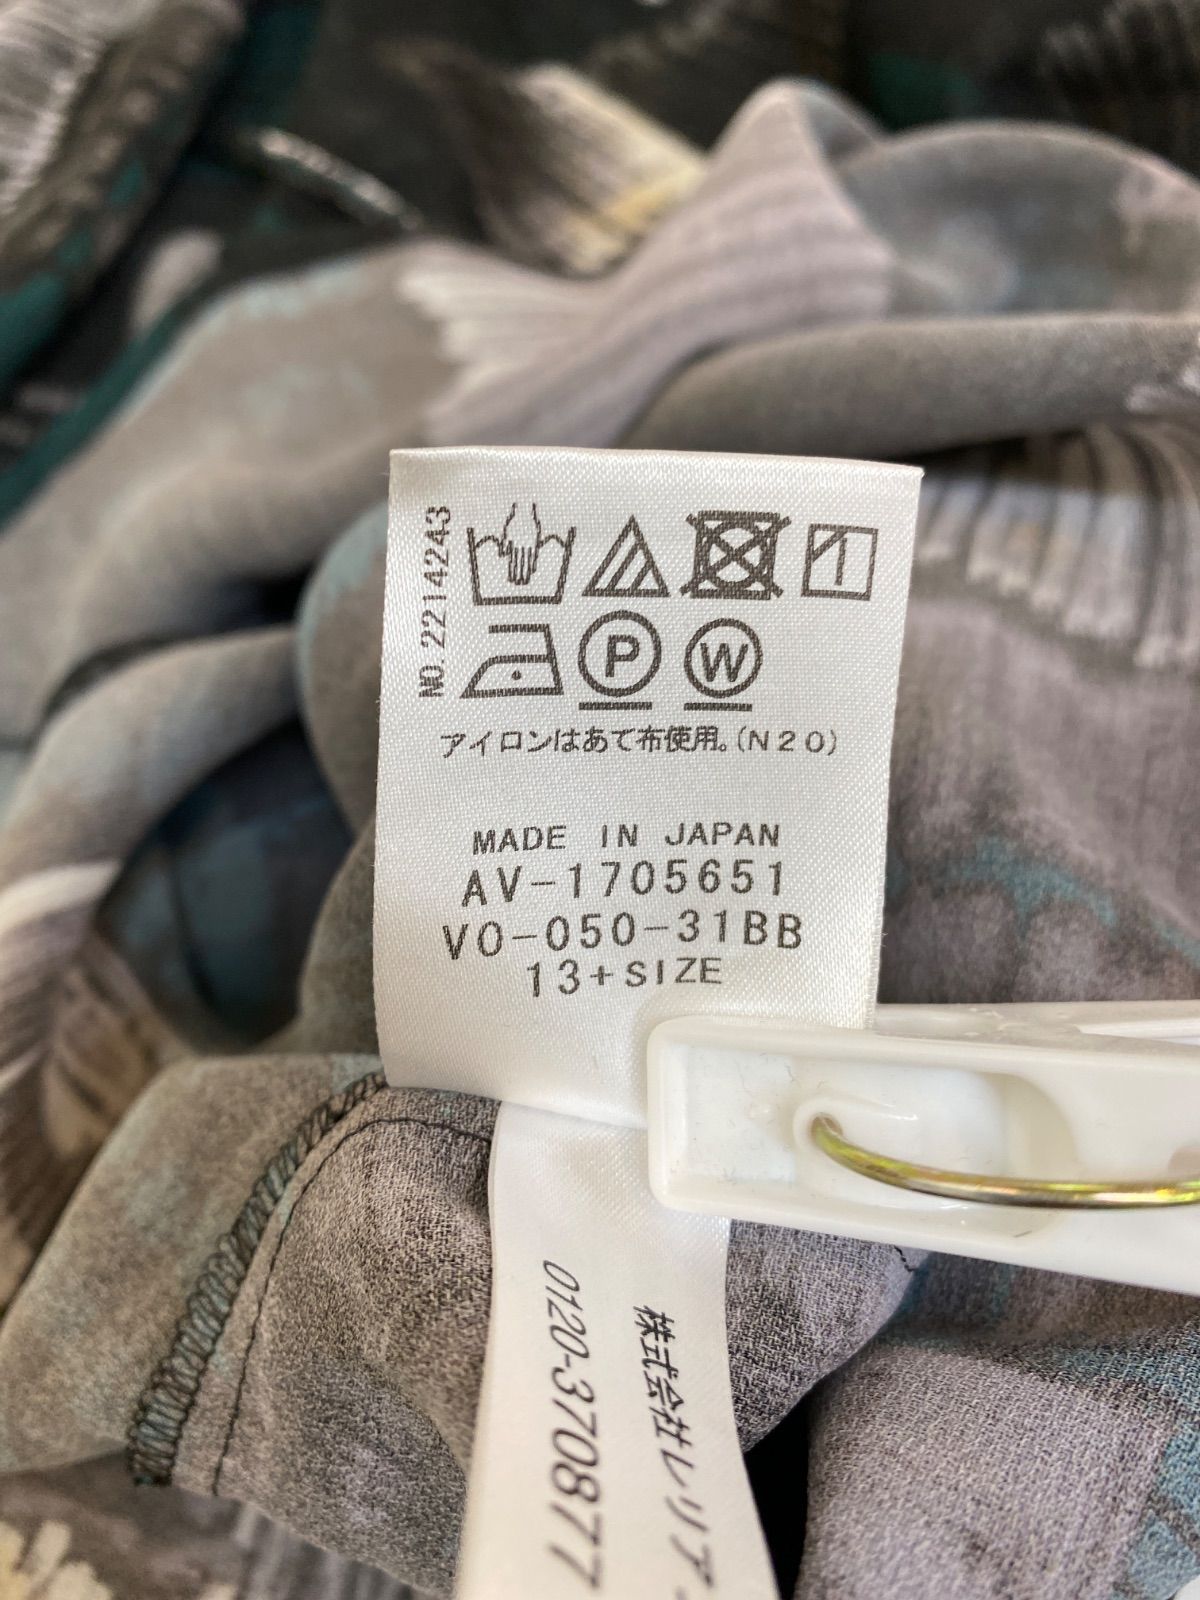 NO.2214243
P W
アイロンはあて布使用。(N20)
MADE IN JAPAN
AV-1705651
VO-050-31BB
13+SIZE
株式会社レリア
0120-370877